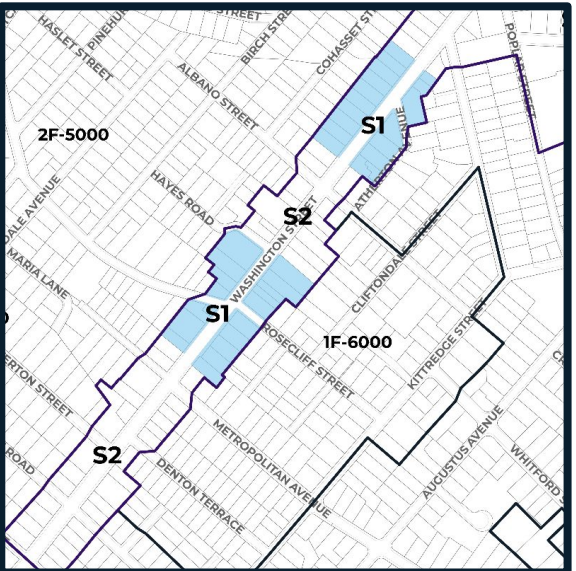 STREET
PINEHU
HASLET STREET
BIRCH STRE
COHASSET ST
POPLAR STREET
ALBANO STREET
S1
2F-5000
ATHERTON AVENUE
HAYES ROAD
DALE AVENUE
S2
WASHINGTON STREET
CLIFTONDALE STREET
MARIA LANE
S1
ROSECLIFF STREET
1F-6000
KITTREDGE STREET
ERTON STREET
METROPOLITAN AVENUE
AUGUSTUS AVENUE
S2
ROAD
DENTON TERRACE
WHITFORD S